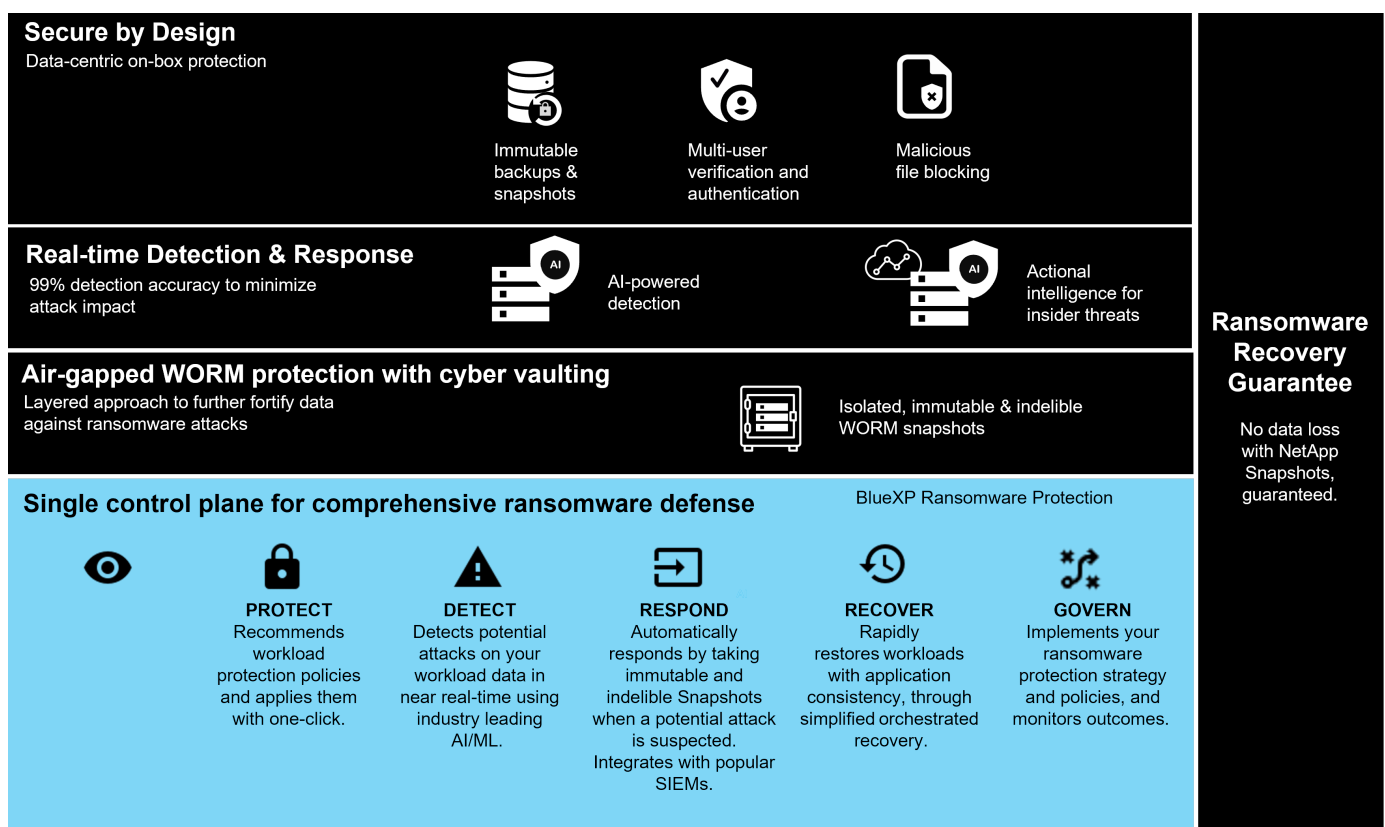 Secure by Design
Data-centric on-box protection
Immutable
backups &
snapshots
Multi-user
verification and
authentication
Malicious
file blocking
Real-time Detection & Response
99% detection accuracy to minimize
attack impact
AI
AI-powered
detection
AI
Actional
intelligence for
insider threats
Air-gapped WORM protection with cyber vaulting
Layered approach to further fortify data
against ransomware attacks
Isolated, immutable & indelible
WORM snapshots
Single control plane for comprehensive ransomware defense
BlueXP Ransomware Protection
PROTECT
Recommends
workload
protection policies
and applies them
with one-click.
DETECT
Detects potential
attacks on your
workload data in
near real-time using
industry leading
AI/ML.
RESPOND
Automatically
responds by taking
immutable and
indelible Snapshots
when a potential attack
is suspected.
Integrates with popular
SIEMs.
RECOVER
Rapidly
restores workloads
with application
consistency, through
simplified orchestrated
recovery.
GOVERN
Implements your
ransomware
protection strategy
and policies, and
monitors outcomes.
Ransomware
Recovery
Guarantee
No data loss
with NetApp
Snapshots,
guaranteed.